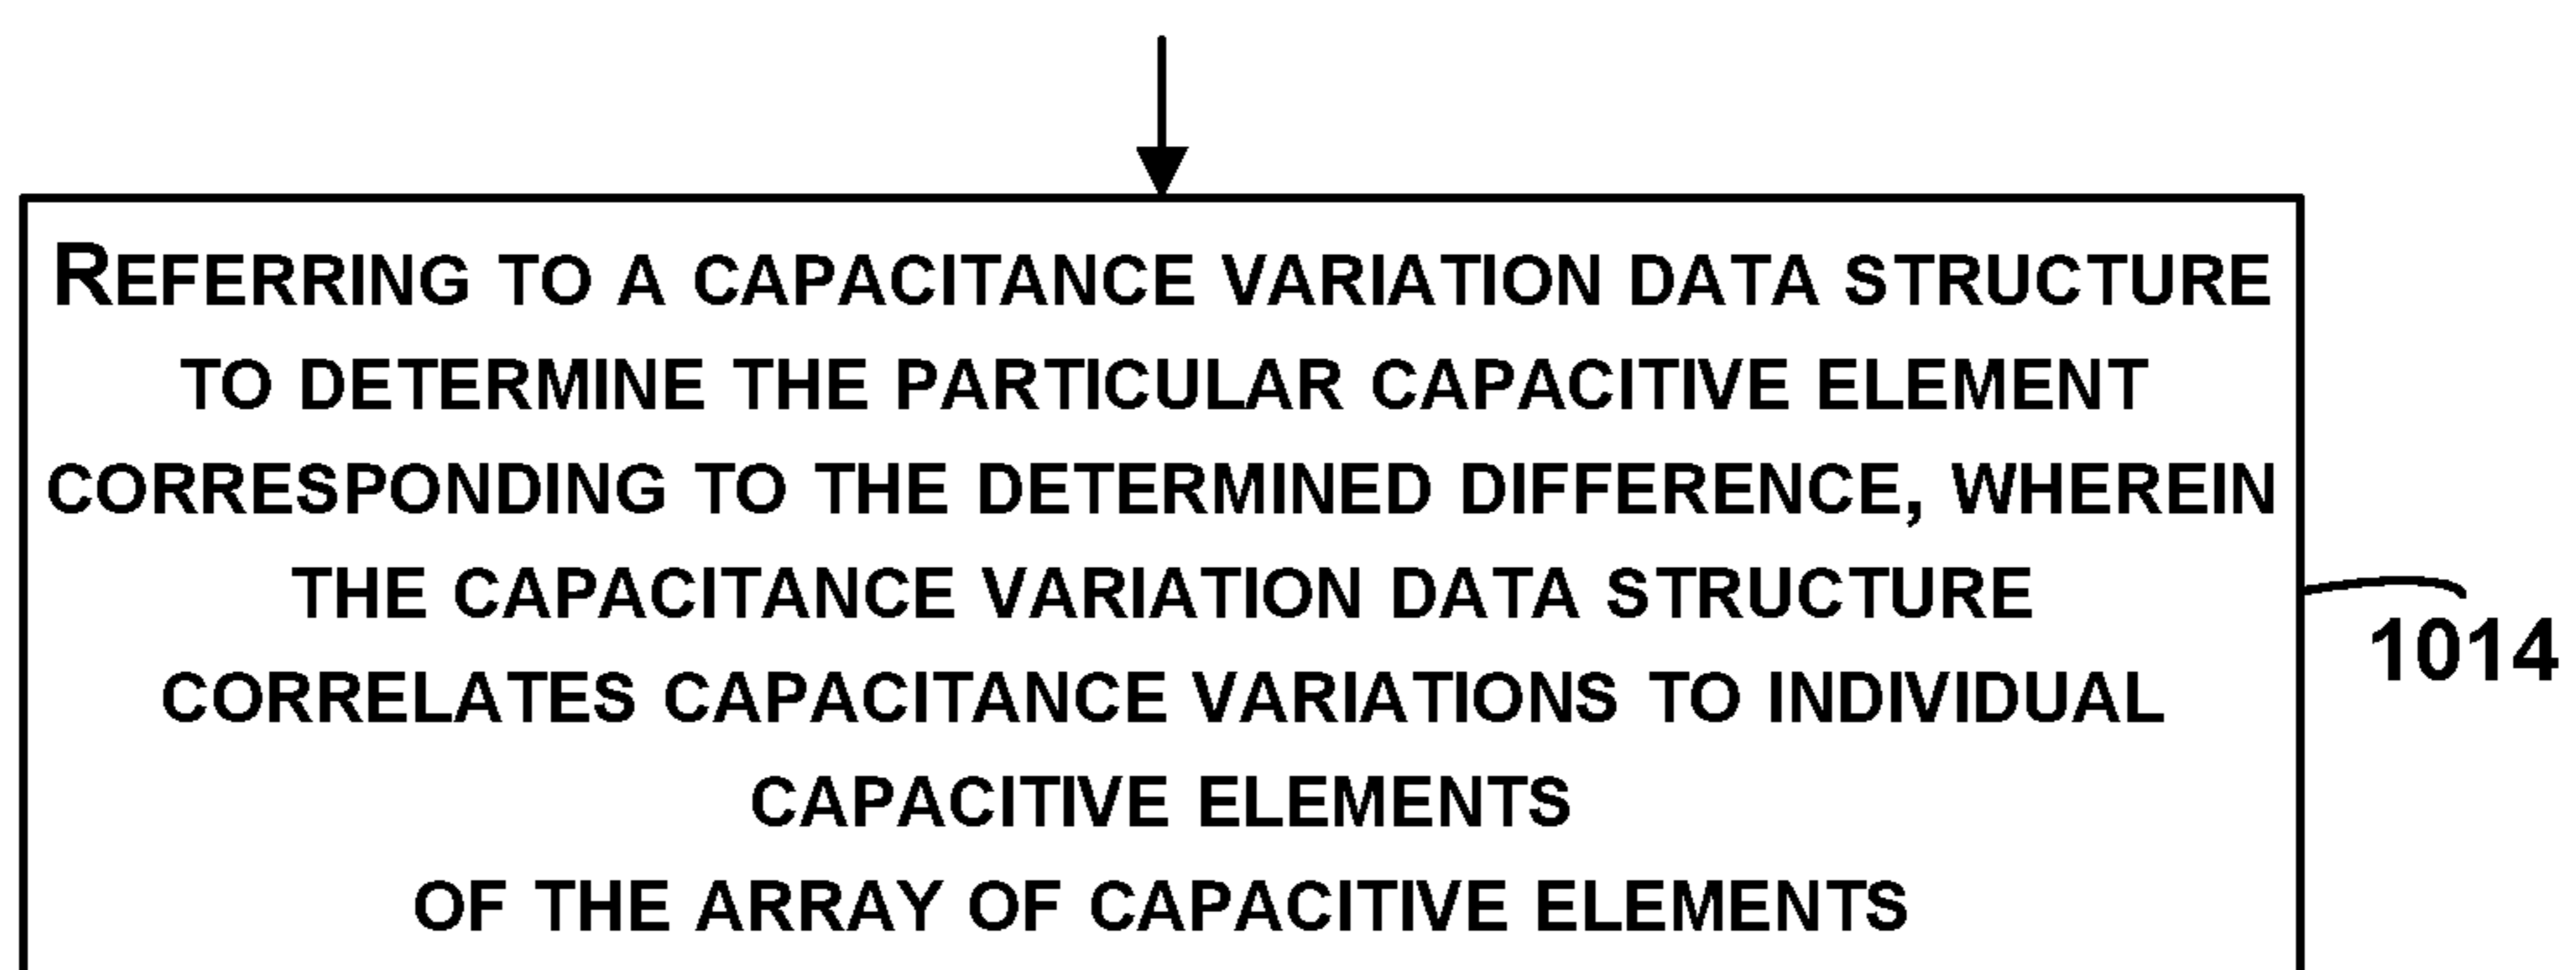 REFERRING TO A CAPACITANCE VARIATION DATA STRUCTURE
TO DETERMINE THE PARTICULAR CAPACITIVE ELEMENT
CORRESPONDING TO THE DETERMINED DIFFERENCE, WHEREIN
THE CAPACITANCE VARIATION DATA STRUCTURE
CORRELATES CAPACITANCE VARIATIONS TO INDIVIDUAL
CAPACITIVE ELEMENTS
OF THE ARRAY OF CAPACITIVE ELEMENTS
1014